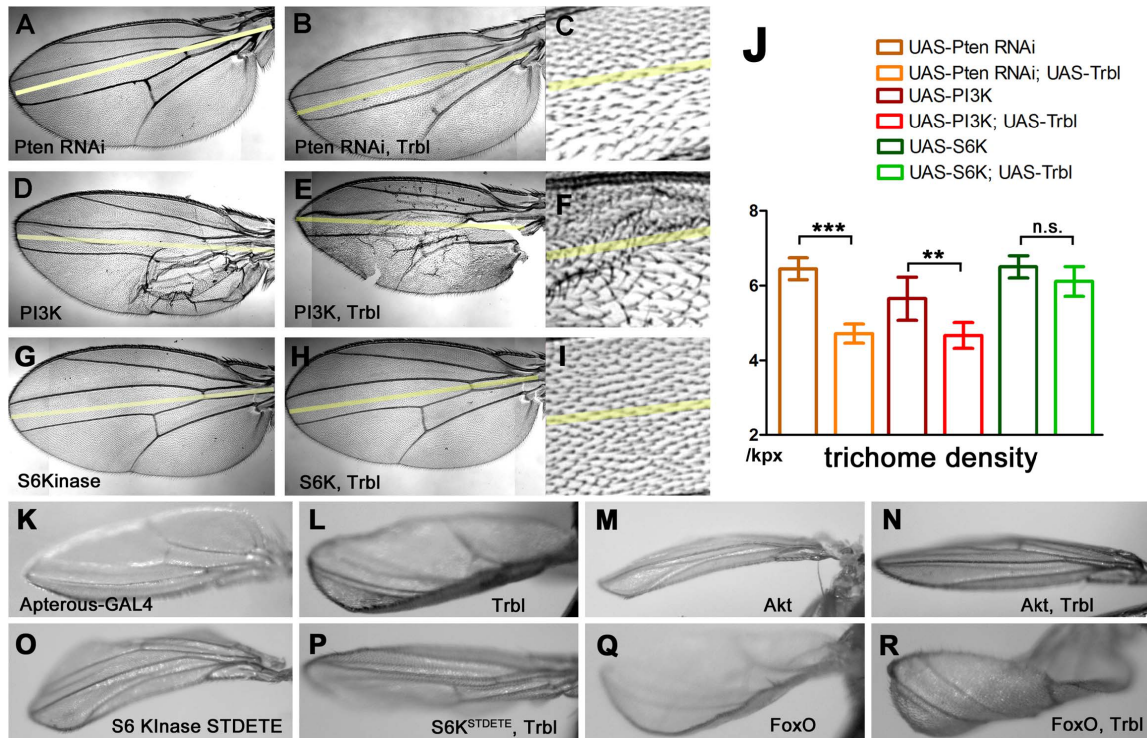 A
Pten RNAi
B
Pten RNAi, Trbl
C
D
PI3K
E
PI3K, Trbl
F
G
S6Kinase
H
S6K, Trbl
I
J
UAS-Pten RNAi
UAS-Pten RNAi; UAS-Trbl
UAS-PI3K
UAS-PI3K; UAS-Trbl
UAS-S6K
UAS-S6K; UAS-Trbl
8
6
4
2
***
**
n.s.
/kpx
trichome density
K
Apterous-GAL4
L
Trbl
M
Akt
N
Akt, Trbl
O
S6 KInase STDETE
P
S6K^STDETE, Trbl
Q
FoxO
R
FoxO, Trbl